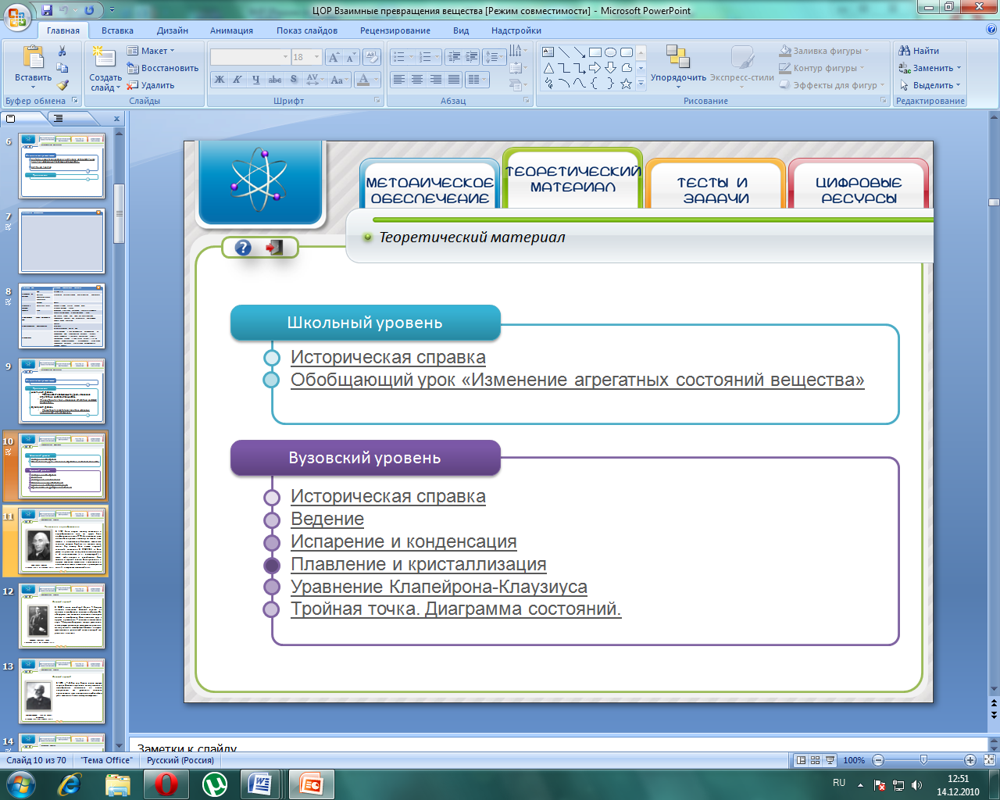 ЦОР Взаимные превращения вещества [Режим совместимости] - Microsoft PowerPoint
Главная Вставка Дизайн Анимация Показ слайдов Рецензирование Вид Надстройки
Вставить
Буфер обмена
Создать слайд
Макет
Восстановить
Удалить
Слайды
18
Ж К Ч abc S AV Aa A
Шрифт
Абзац
Упорядочить
Экспресс-стили
Заливка фигуры
Контур фигуры
Эффекты для фигур
Рисование
Найти
Заменить
Выделить
Редактирование
6
7
8
9
10
11
12
13
14
МЕТОДИЧЕСКОЕ
ОБЕСПЕЧЕНИЕ
ТЕОРЕТИЧЕСКИЙ
МАТЕРИАЛ
ТЕСТЫ И
ЗАДАЧИ
ЦИФРОВЫЕ
РЕСУРСЫ
Теоретический материал
Школьный уровень
Историческая справка
Обобщающий урок «Изменение агрегатных состояний вещества»
Вузовский уровень
Историческая справка
Ведение
Испарение и конденсация
Плавление и кристаллизация
Уравнение Клапейрона-Клаузиуса
Тройная точка. Диаграмма состояний.
Заметки к слайду
Слайд 10 из 70 "Тема Office" Русский (Россия) 100%
RU 12:51
14.12.2010